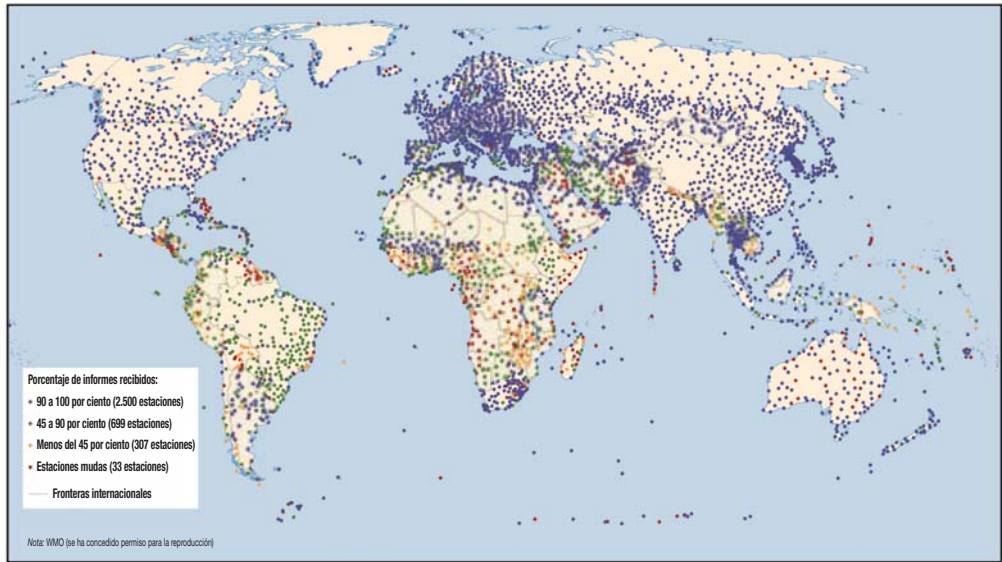 Porcentaje de informes recibidos:
90 a 100 por ciento (2.500 estaciones)
45 a 90 por ciento (699 estaciones)
Menos del 45 por ciento (307 estaciones)
Estaciones mudas (33 estaciones)
Fronteras internacionales
Nota: WMO (se ha concedido permiso para la reproducción)